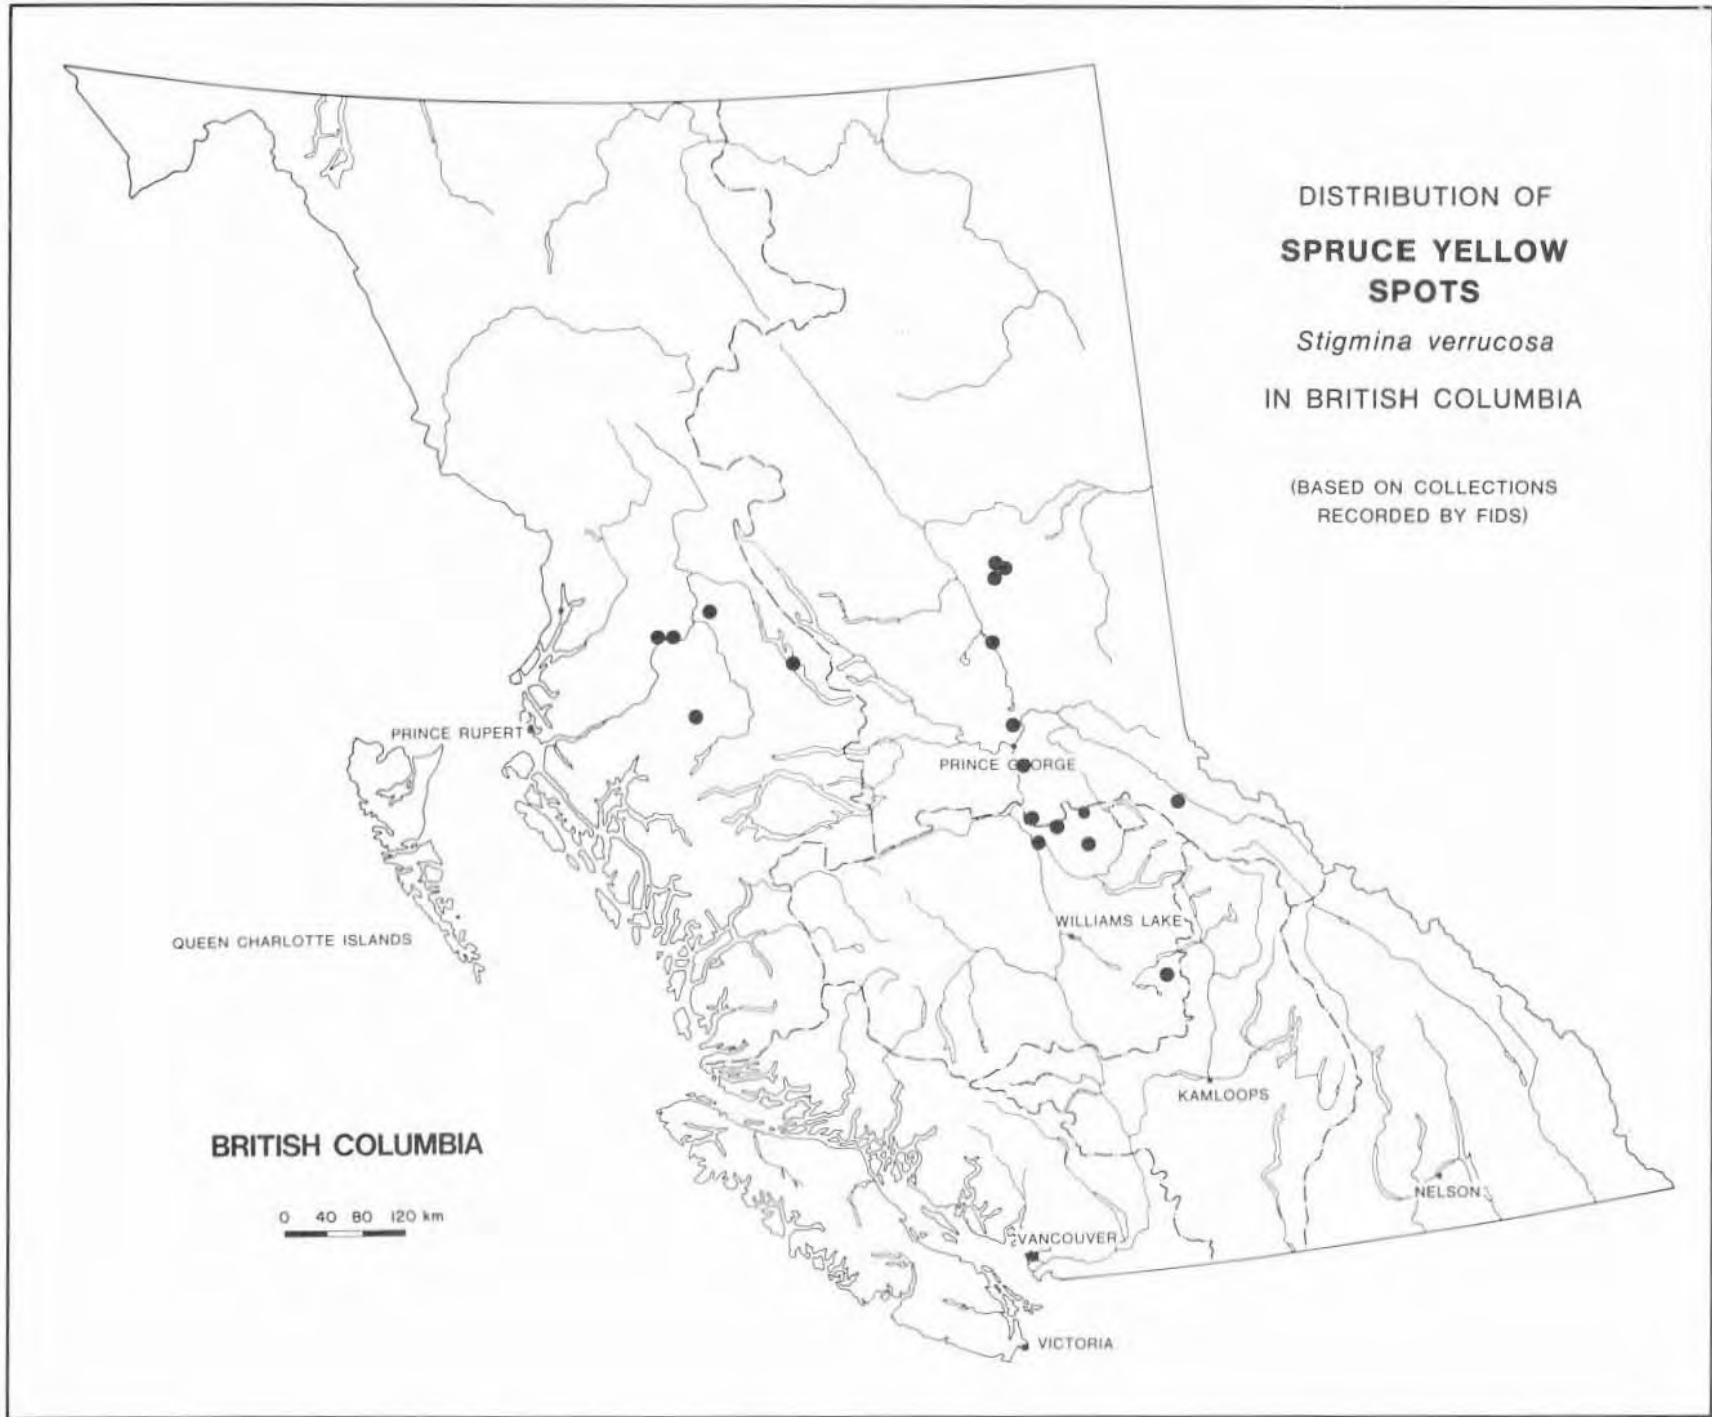 DISTRIBUTION OF
SPRUCE YELLOW
SPOTS
Stigmina verrucosa
IN BRITISH COLUMBIA
(BASED ON COLLECTIONS
RECORDED BY FIDS)
PRINCE RUPERT
PRINCE GEORGE
QUEEN CHARLOTTE ISLANDS
WILLIAMS LAKE
KAMLOOPS
BRITISH COLUMBIA
NELSON
0 40 80 120 km
VANCOUVER
VICTORIA